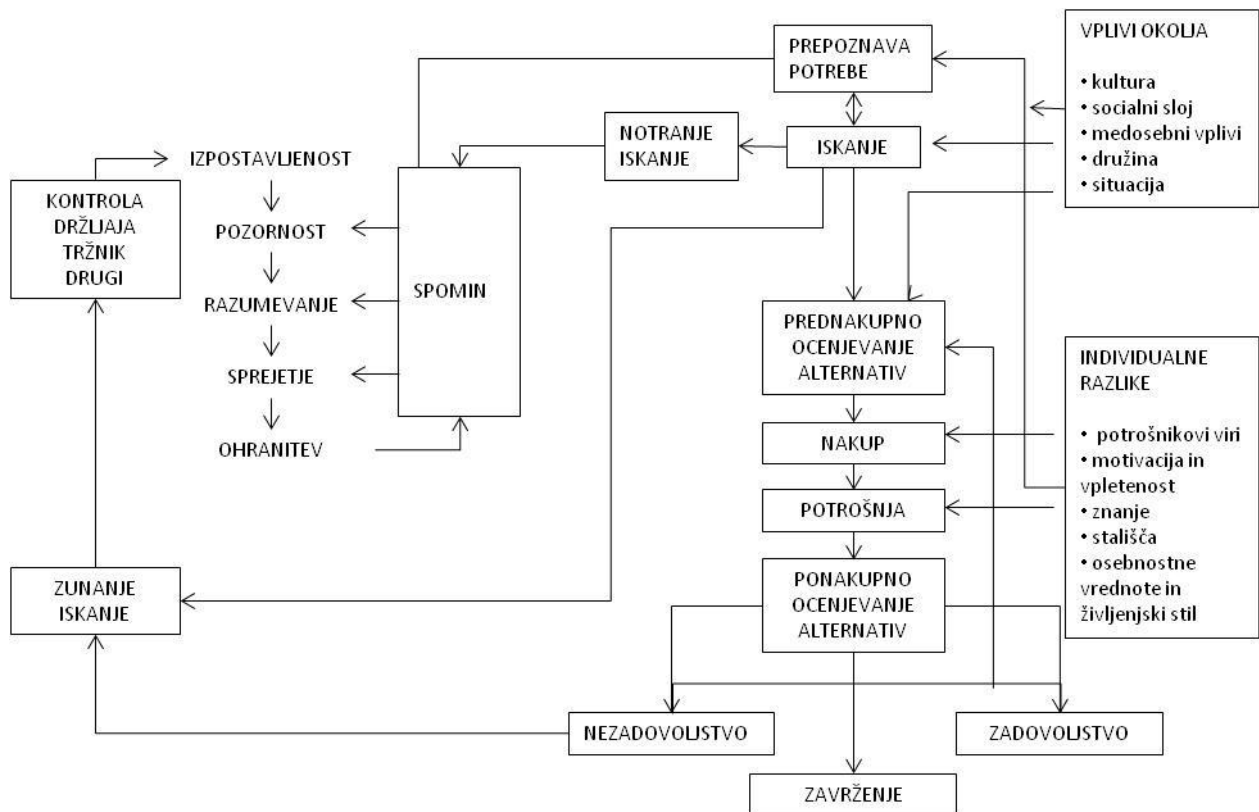 VPLIVI OKOLJA
• kultura
• socialni sloj
• medosebni vplivi
• družina
• situacija
PREPOZNAVA
POTREBE
NOTRANJE
ISKANJE
ISKANJE
IZPOSTAVLJENOST
KONTROLA
DRŽLJAJA
TRŽNIK
DRUGI
POZORNOST
RAZUMEVANJE
SPREJETJE
OHRANITEV
SPOMIN
PREDNAKUPNO
OCENJEVANJE
ALTERNATIV
NAKUP
POTROŠNJA
PONAKUPNO
OCENJEVANJE
ALTERNATIV
INDIVIDUALNE
RAZLIKE
• potrošnikovi viri
• motivacija in
vpletenost
• znanje
• stališča
• osebnostne
vrednote in
življenjski stil
ZUNANJE
ISKANJE
NEZADOVOLJSTVO
ZADOVOLJSTVO
ZAVRŽENJE